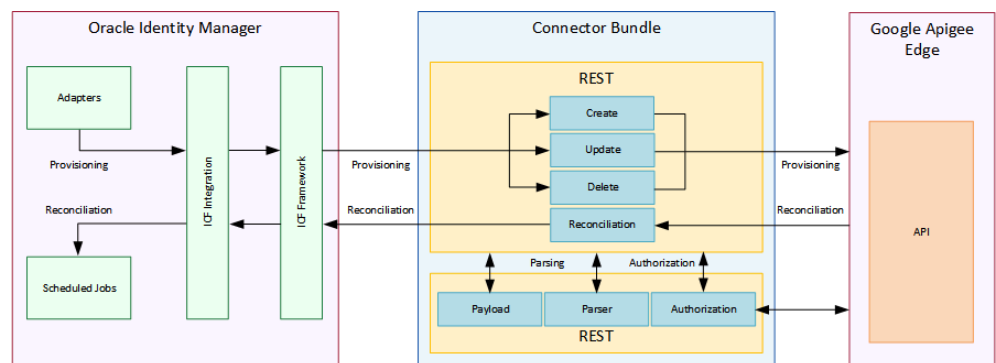 Oracle Identity Manager
Connector Bundle
Google Apigee
Edge
REST
Adapters
Create
Update
Delete
Reconciliation
Provisioning
Provisioning
Provisioning
ICF Integration
ICF Framework
Reconciliation
Reconciliation
Reconciliation
Scheduled Jobs
API
Parsing
Authorization
Payload
Parser
Authorization
REST